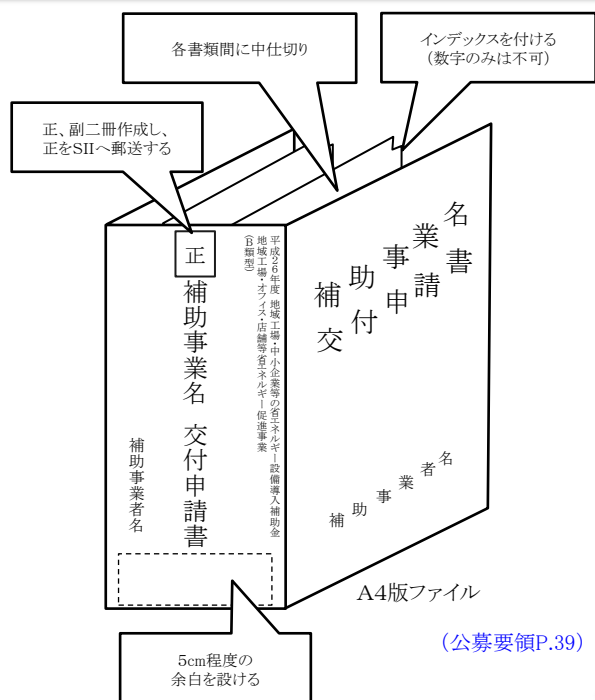 各書類間に中仕切り
インデックスを付ける
(数字のみは不可)
正、副二冊作成し、
正をSIIへ郵送する
正
平成26年度 地域工場・中小企業等の省エネルギー設備導入補助金
地域工場・オフィス・店舗等省エネルギー促進事業
(B類型)
補助事業名 交付申請書
補助事業者名
補助事業名
交付申請書
補助事業者名
A4版ファイル
5cm程度の
余白を設ける
(公募要領P.39)